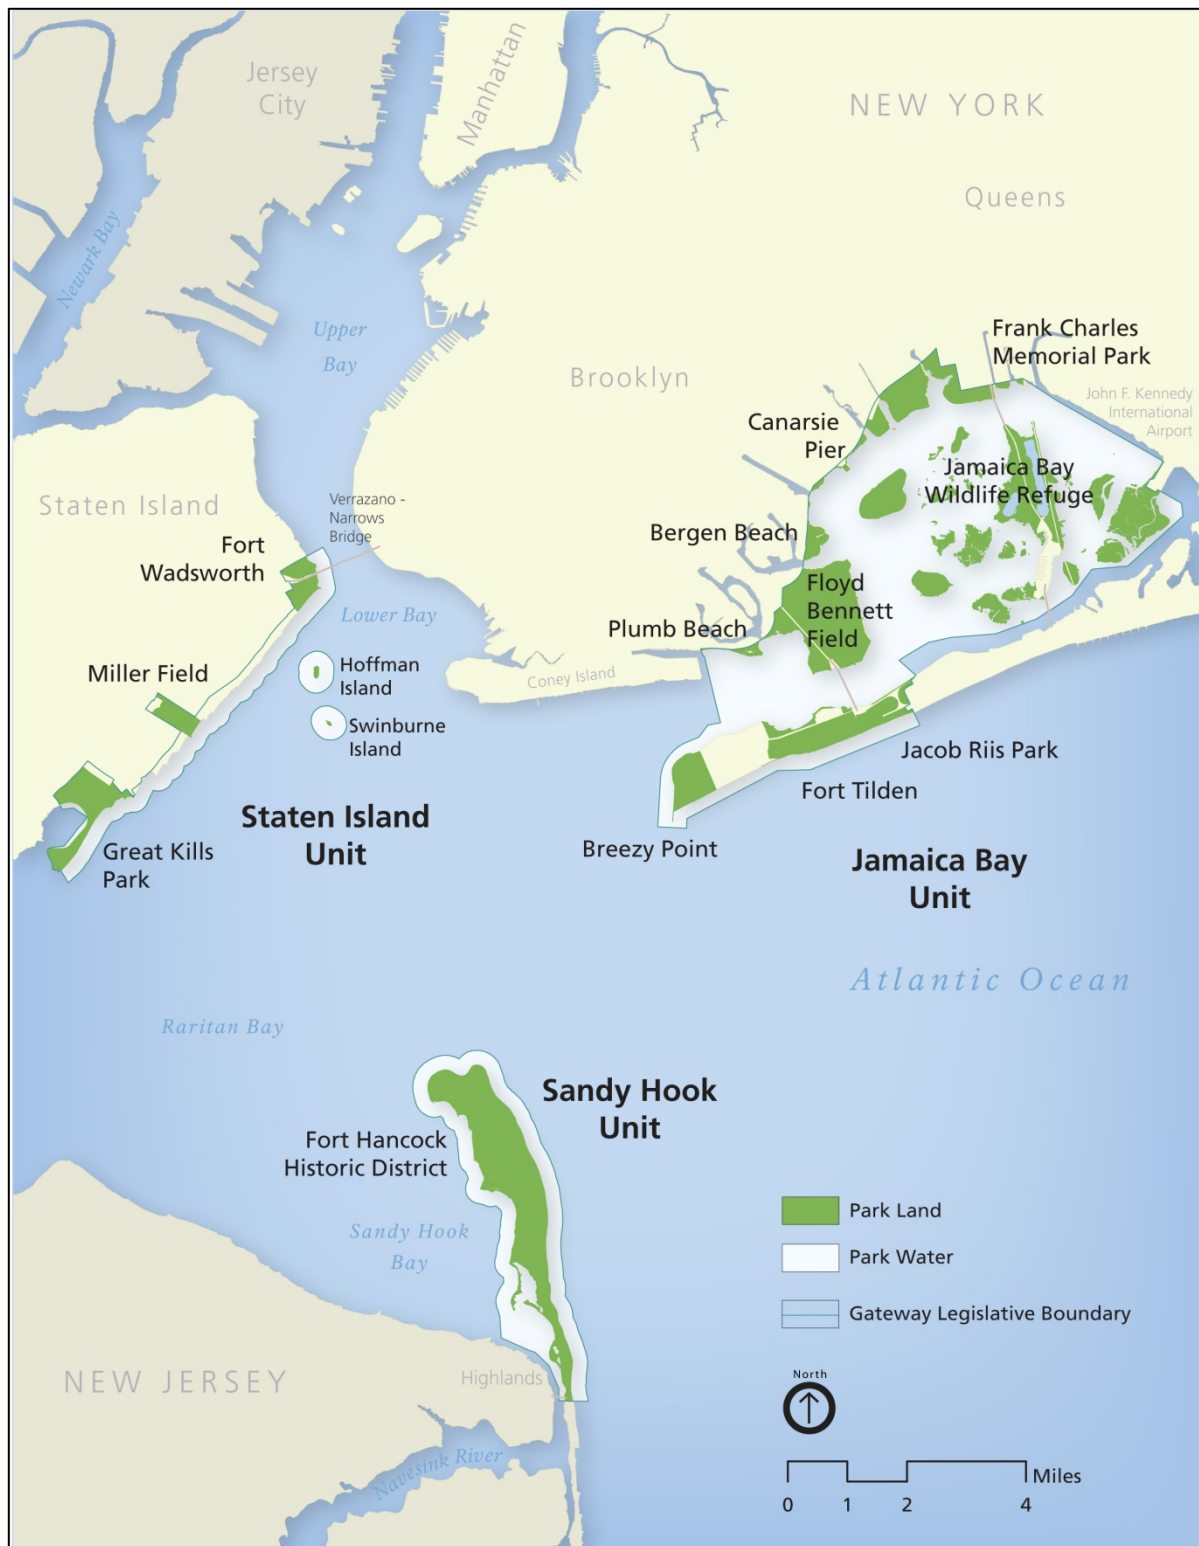 Jersey
City
Manhattan
NEW YORK
Queens
Newark Bay
Upper
Bay
Brooklyn
Frank Charles
Memorial Park
John F. Kennedy
International
Airport
Canarsie
Pier
Jamaica Bay
Wildlife Refuge
Staten Island
Verrazano -
Narrows
Bridge
Fort
Wadsworth
Bergen Beach
Floyd
Bennett
Field
Lower Bay
Plumb Beach
Miller Field
Hoffman
Island
Coney Island
Swinburne
Island
Jacob Riis Park
Fort Tilden
Staten Island
Unit
Great Kills
Park
Breezy Point
Jamaica Bay
Unit
Atlantic Ocean
Raritan Bay
Sandy Hook
Unit
Fort Hancock
Historic District
Sandy Hook
Bay
Park Land
Park Water
Gateway Legislative Boundary
NEW JERSEY
Highlands
North
Navesink River
Miles
0 1 2 4